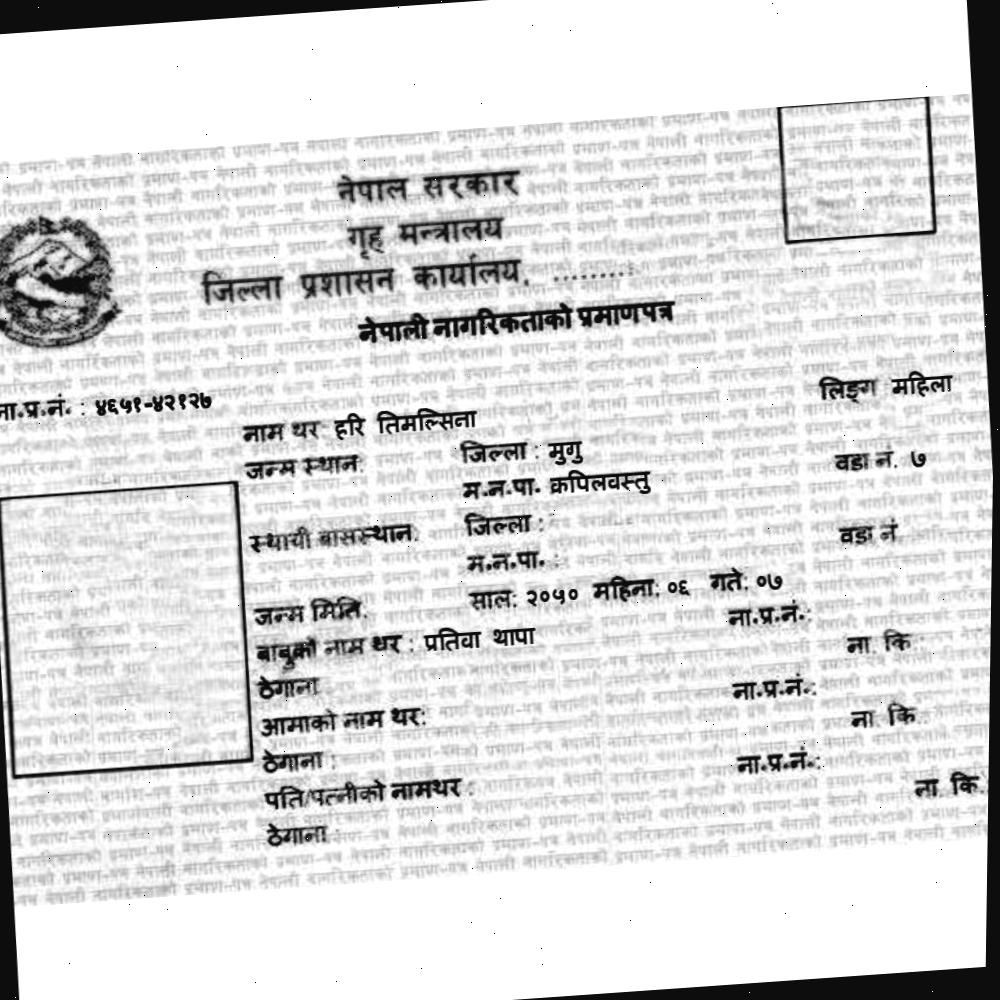 नेपाल सरकार
गृह मन्त्रालय
जिल्ला प्रशासन कार्यालय, .........
नेपाली नागरिकताको प्रमाणपत्र
ना.प्र.नं. : ४६५१-४२१२७ लिङ्ग महिला
नाम थर: हरि तिमल्सिना
जन्म स्थान: जिल्ला : मुगु वडा नं. ७
म.न.पा. कपिलवस्तु
स्थायी बासस्थान: जिल्ला : वडा नं
म.न.पा. :
जन्म मिति: साल: २०५० महिना: ०६ गते: ०७
बाबुको नाम थर : प्रतिवा थापा ना.प्र.नं.:
ठेगाना ना. कि :
आमाको नाम थर: ना.प्र.नं.:
ठेगाना : ना. कि :
पति/पत्नीको नामथर : ना.प्र.नं.:
ठेगाना : ना. कि.